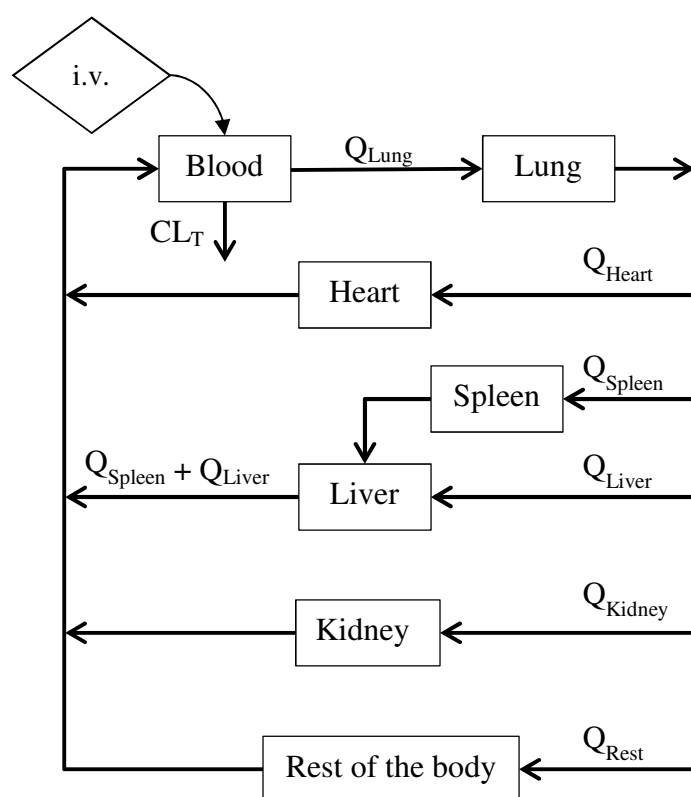 i.v.
Blood
Q_Lung
Lung
CL_T
Q_Heart
Heart
Q_Spleen
Spleen
Q_Spleen + Q_Liver
Q_Liver
Liver
Q_Kidney
Kidney
Q_Rest
Rest of the body